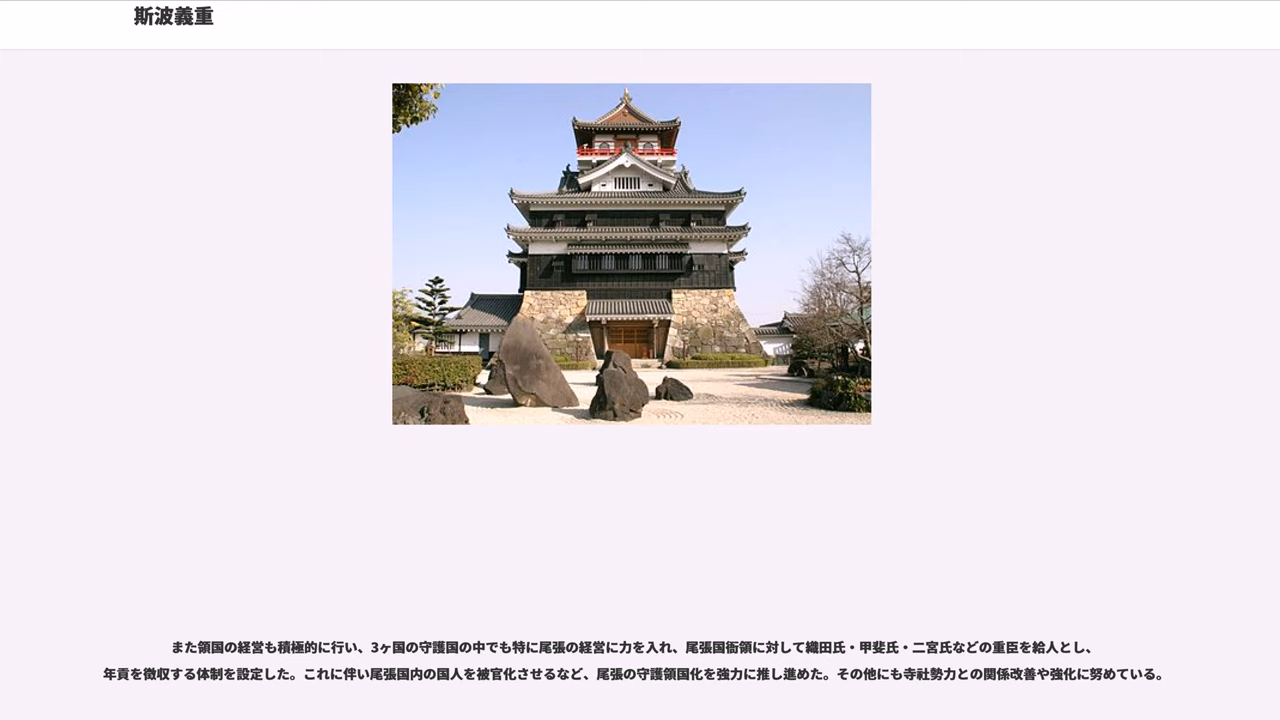 斯波義重
また領国の経営も積極的に行い、3ヶ国の守護国の中でも特に尾張の経営に力を入れ、尾張国衙領に対して織田氏・甲斐氏・二宮氏などの重臣を給人とし、
年貢を徴収する体制を設定した。これに伴い尾張国内の国人を被官化させるなど、尾張の守護領国化を強力に推し進めた。その他にも寺社勢力との関係改善や強化に努めている。